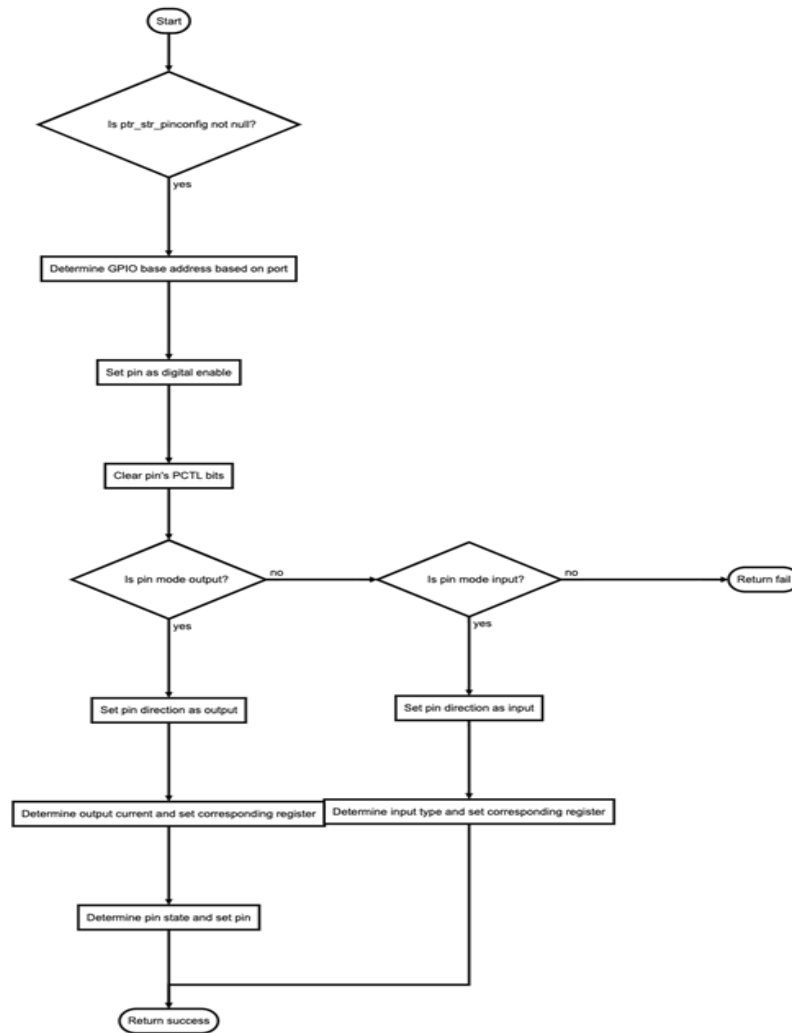 Start
Is ptr_str_pinconfig not null?
yes
Determine GPIO base address based on port
Set pin as digital enable
Clear pin's PCTL bits
Is pin mode output?
no
Is pin mode input?
no
Return fail
yes
yes
Set pin direction as output
Set pin direction as input
Determine output current and set corresponding register
Determine input type and set corresponding register
Determine pin state and set pin
Return success